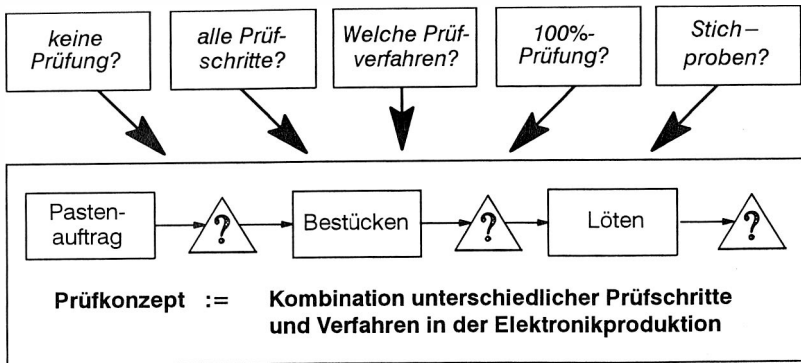 keine
Prüfung?
alle Prüf-
schritte?
Welche Prüf-
verfahren?
100%-
Prüfung?
Stich-
proben?
Pasten-
auftrag
?
Bestücken
?
Löten
?
Prüfkonzept := Kombination unterschiedlicher Prüfschritte
und Verfahren in der Elektronikproduktion